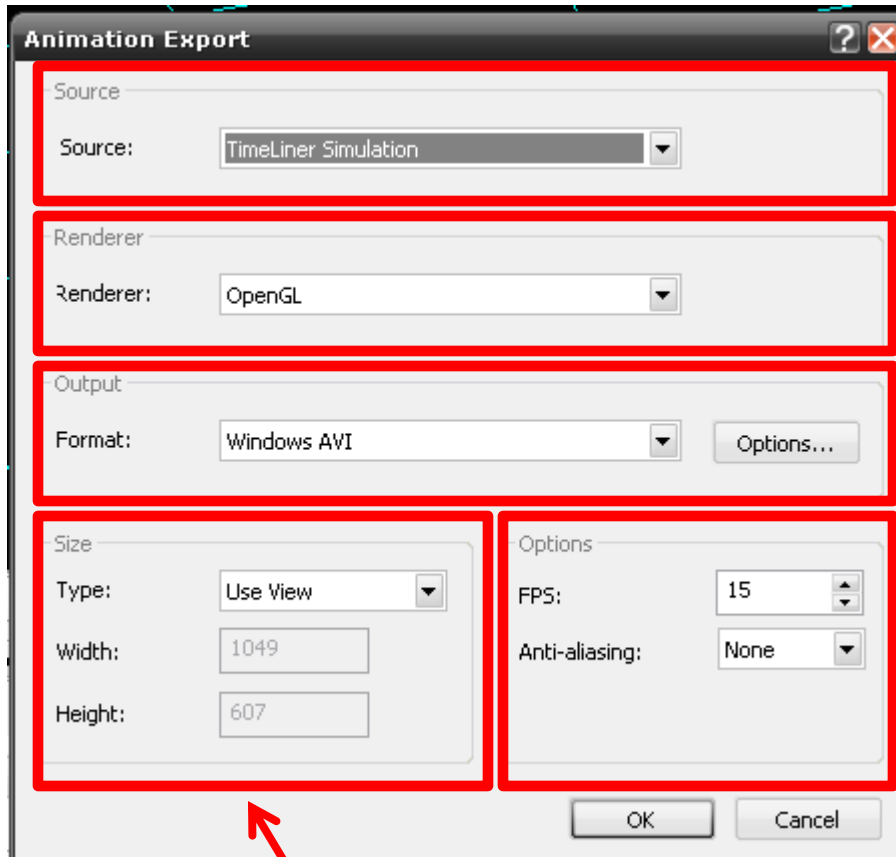 Animation Export
Source
Source: TimeLiner Simulation
Renderer
Renderer: OpenGL
Output
Format: Windows AVI Options...
Size
Type: Use View
Width: 1049
Height: 607
Options
FPS: 15
Anti-aliasing: None
OK Cancel